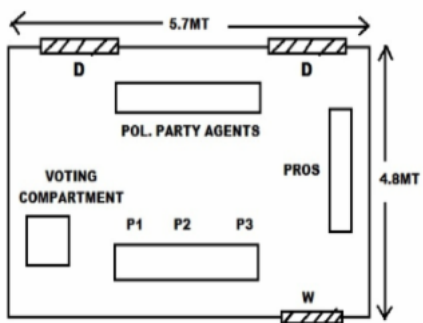 5.7MT
D D
POL. PARTY AGENTS
PROS
4.8MT
VOTING
COMPARTMENT
P1 P2 P3
W